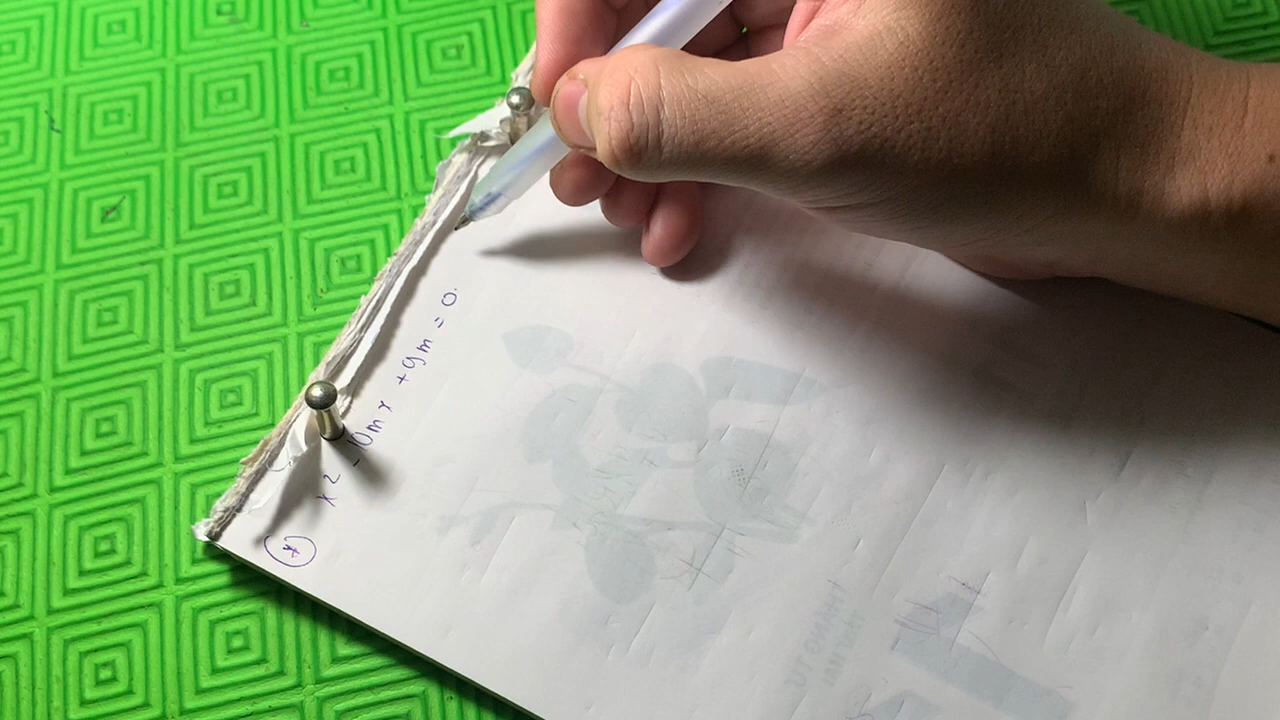 (*) x2 - 10mx + 9m = 0.